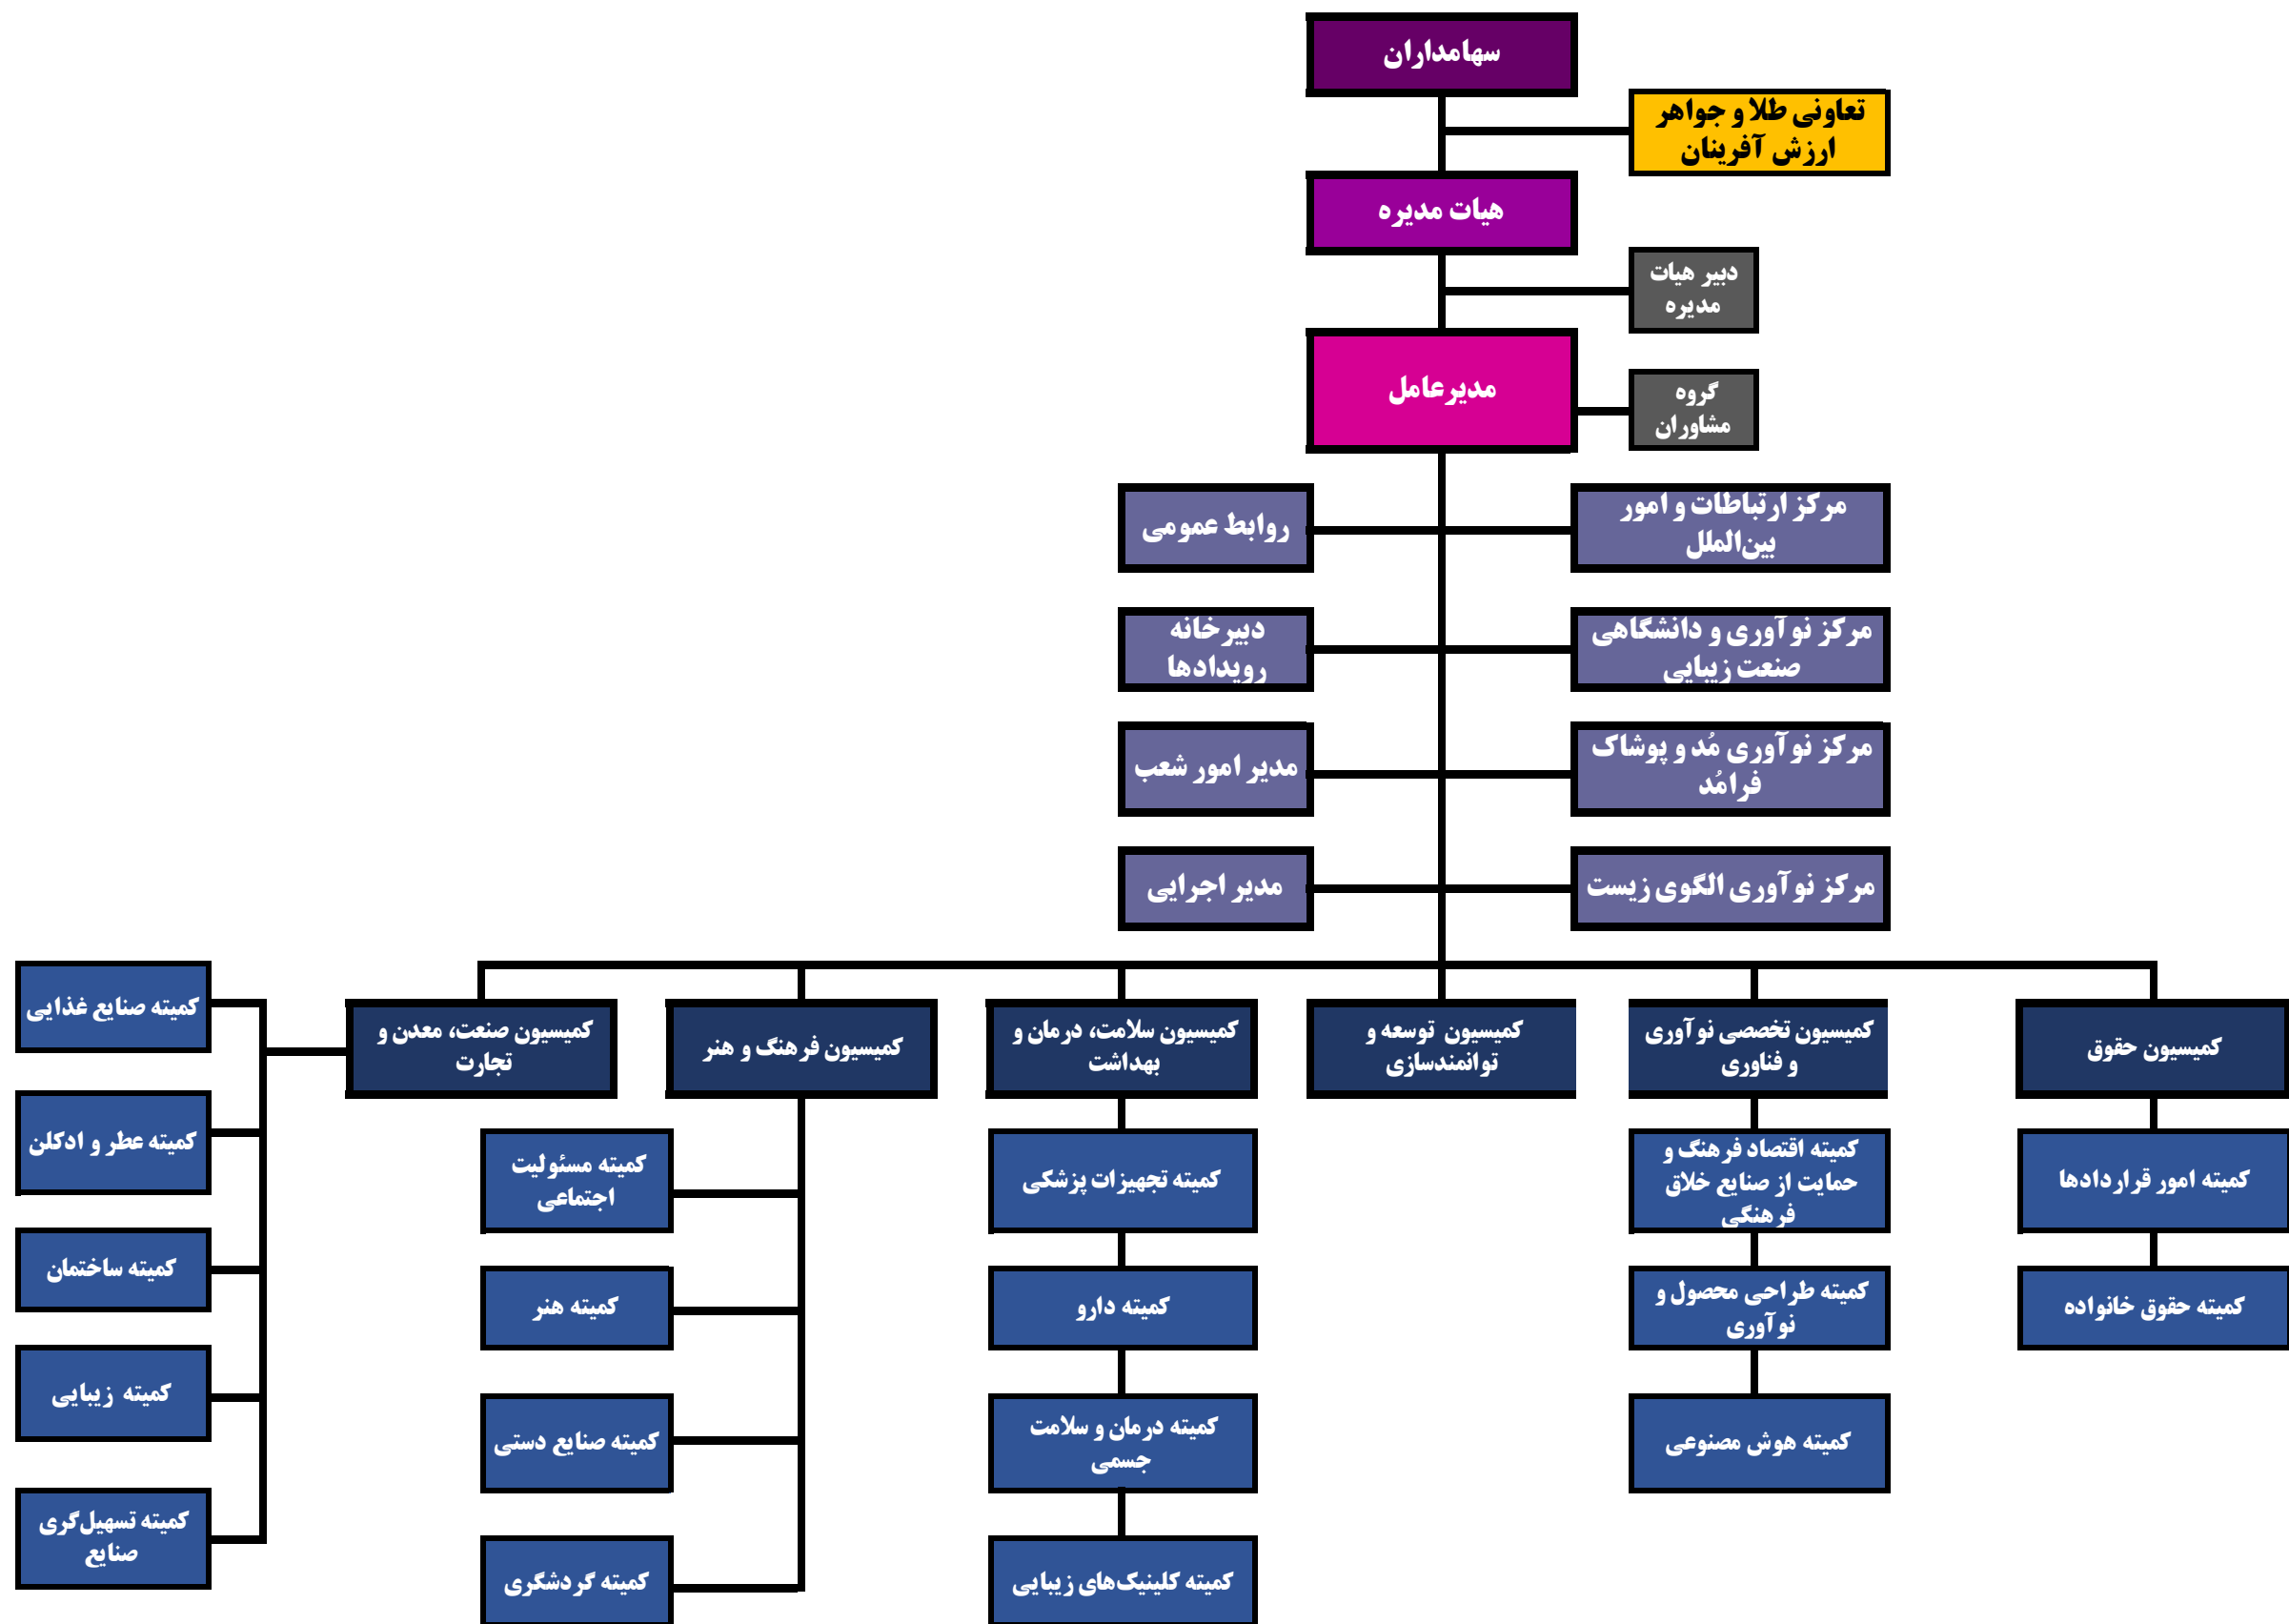 سهامداران
تعاونی طلا و جواهر
ارزش آفرینان
هیات مدیره
دبیر هیات
مدیره
مدیرعامل
گروه
مشاوران
مرکز ارتباطات و امور
بین‌الملل
روابط عمومی
مرکز نوآوری و دانشگاهی
صنعت زیبایی
دبیرخانه
رویدادها
مرکز نوآوری مُد و پوشاک
فرامُد
مدیر امور شعب
مرکز نوآوری الگوی زیست
مدیر اجرایی
کمیسیون حقوق
کمیته امور قراردادها
کمیته حقوق خانواده
کمیسیون تخصصی نوآوری
و فناوری
کمیته اقتصاد فرهنگ و
حمایت از صنایع خلاق
فرهنگی
کمیته طراحی محصول و
نوآوری
کمیته هوش مصنوعی
کمیسیون توسعه و
توانمندسازی
کمیسیون سلامت، درمان و
بهداشت
کمیته تجهیزات پزشکی
کمیته دارو
کمیته درمان و سلامت
جسمی
کمیته کلینیک‌های زیبایی
کمیسیون فرهنگ و هنر
کمیته مسئولیت
اجتماعی
کمیته هنر
کمیته صنایع دستی
کمیته گردشگری
کمیسیون صنعت، معدن و
تجارت
کمیته صنایع غذایی
کمیته عطر و ادکلن
کمیته ساختمان
کمیته زیبایی
کمیته تسهیل‌گری
صنایع